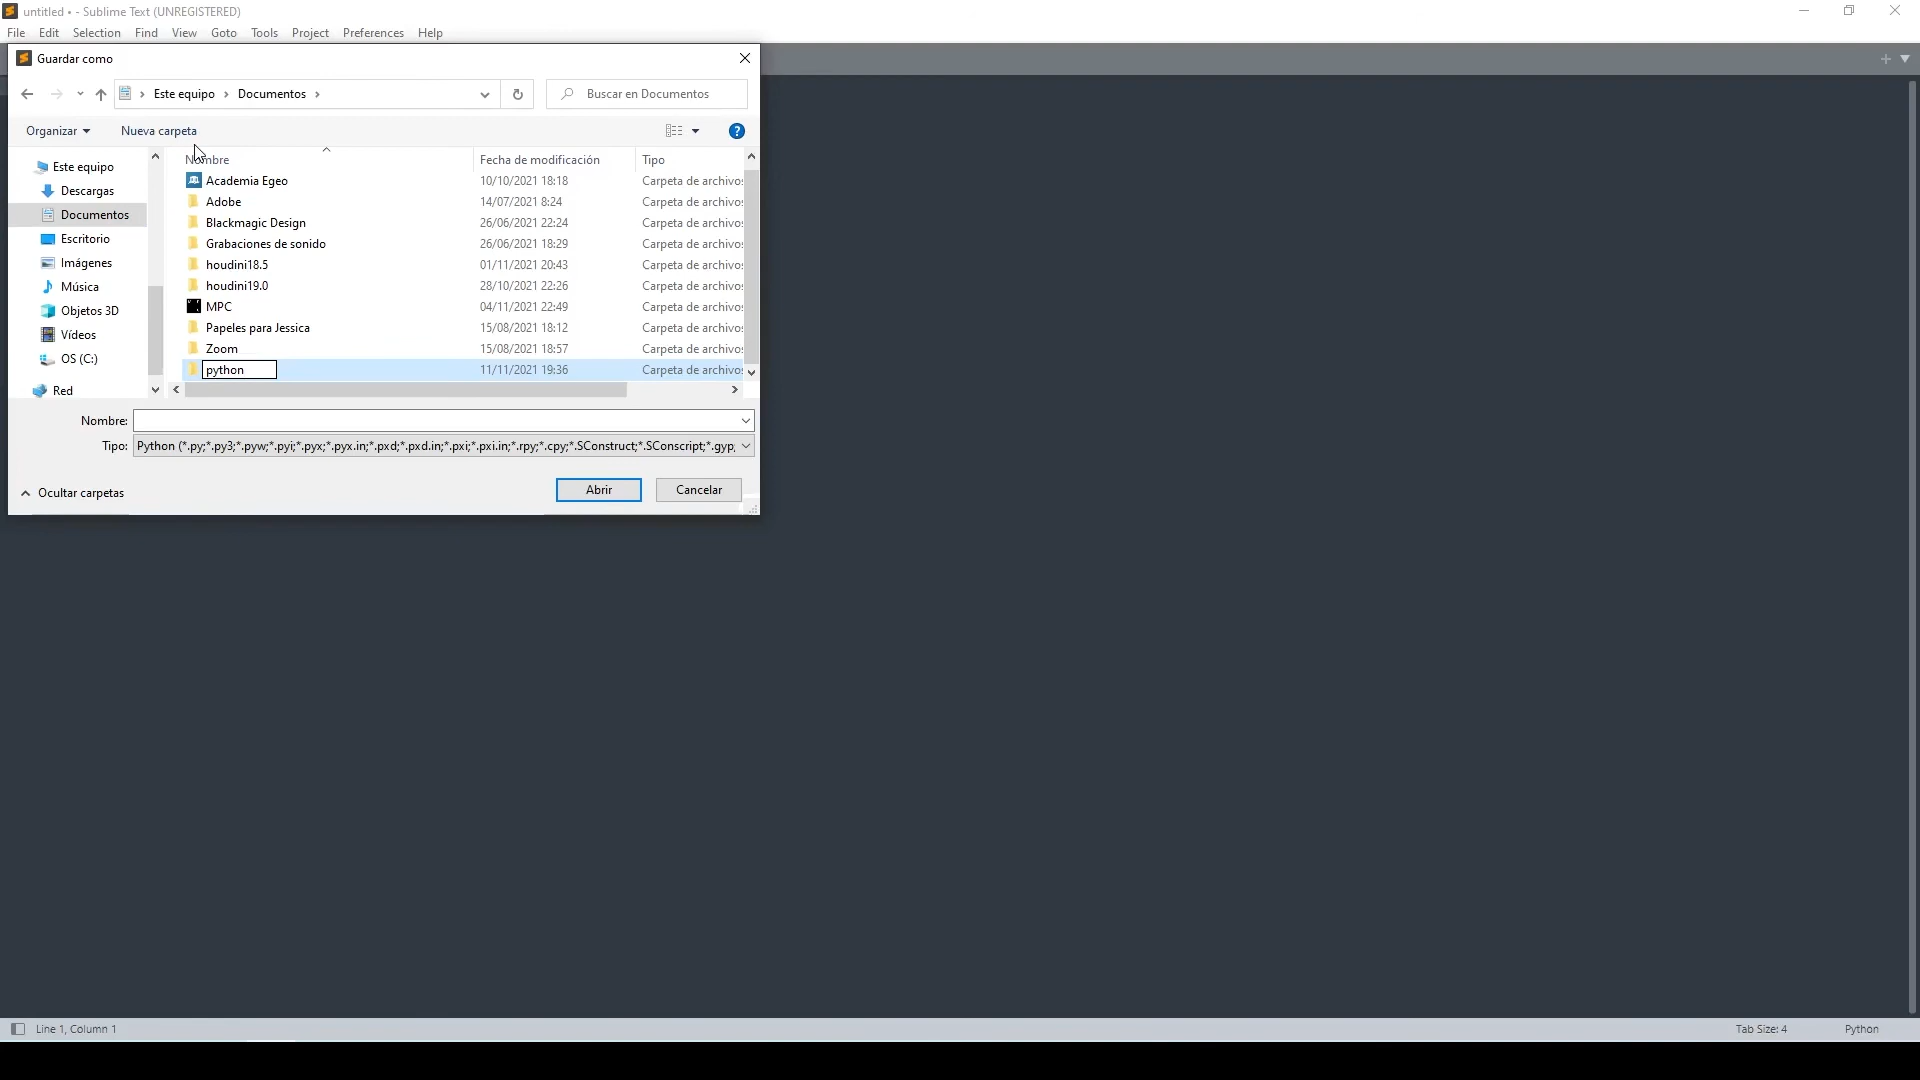 untitled • - Sublime Text (UNREGISTERED)
File Edit Selection Find View Goto Tools Project Preferences Help
Guardar como
Este equipo > Documentos >
Buscar en Documentos
Organizar Nueva carpeta
Nombre Fecha de modificación Tipo
Este equipo
Descargas
Documentos
Escritorio
Imágenes
Música
Objetos 3D
Vídeos
OS (C:)
Red
Academia Egeo 10/10/2021 18:18 Carpeta de archivos
Adobe 14/07/2021 8:24 Carpeta de archivos
Blackmagic Design 26/06/2021 22:24 Carpeta de archivos
Grabaciones de sonido 26/06/2021 18:29 Carpeta de archivos
houdini18.5 01/11/2021 20:43 Carpeta de archivos
houdini19.0 28/10/2021 22:26 Carpeta de archivos
MPC 04/11/2021 22:49 Carpeta de archivos
Papeles para Jessica 15/08/2021 18:12 Carpeta de archivos
Zoom 15/08/2021 18:57 Carpeta de archivos
python 11/11/2021 19:36 Carpeta de archivos
Nombre:
Tipo: Python (*.py;*.py3;*.pyw;*.pyi;*.pyx;*.pyx.in;*.pxd;*.pxd.in;*.pxi;*.pxi.in;*.rpy;*.cpy;*.SConstruct;*.SConscript;*.gyp;
Ocultar carpetas Abrir Cancelar
Line 1, Column 1 Tab Size: 4 Python